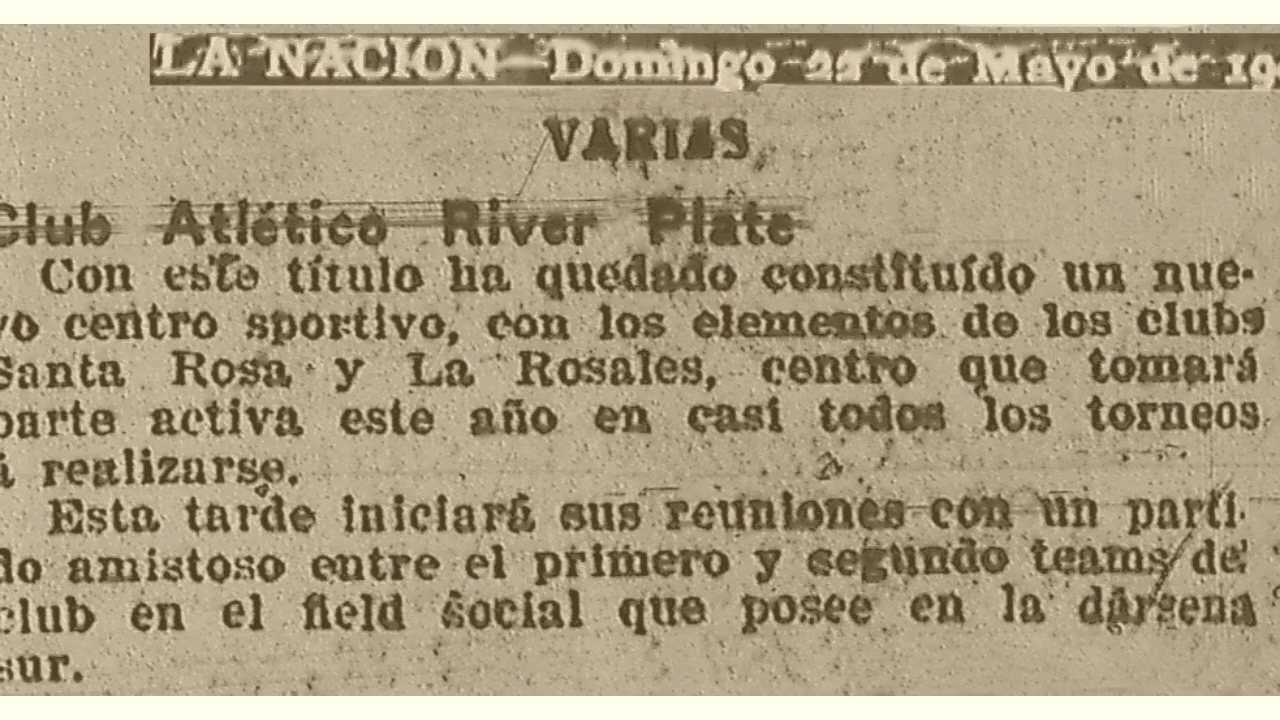 LA NACION—Domingo 22 de Mayo de 19
VARIAS
Club Atlético River Plate
Con este título ha quedado constituído un nue-
vo centro sportivo, con los elementos de los clubs
Santa Rosa y La Rosales, centro que tomará
parte activa este año en casi todos los torneos
á realizarse.
Esta tarde iniciará sus reuniones con un parti-
do amistoso entre el primero y segundo teams del
club en el field social que posee en la dársena
sur.